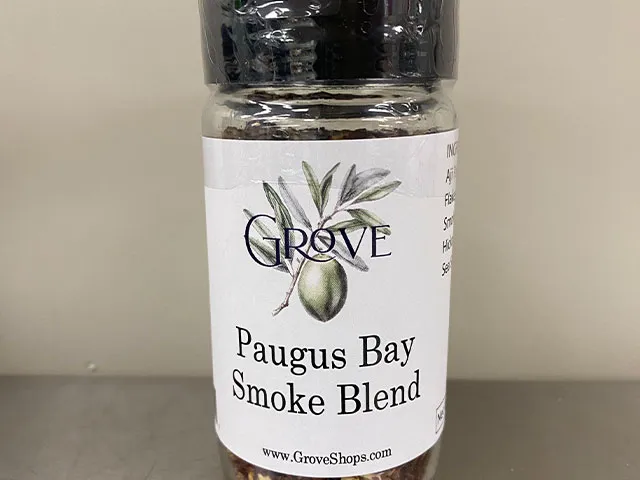 GROVE
Paugus Bay
Smoke Blend
www.GroveShops.com